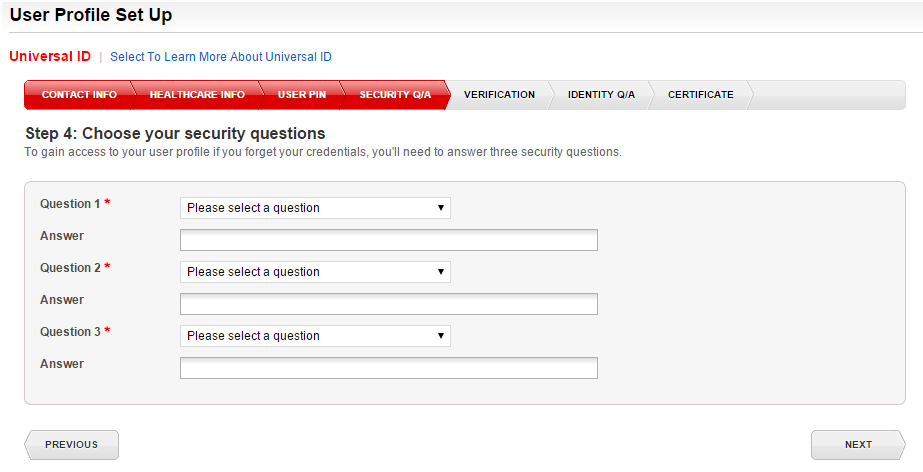 User Profile Set Up
Universal ID | Select To Learn More About Universal ID
CONTACT INFO HEALTHCARE INFO USER PIN SECURITY Q/A VERIFICATION IDENTITY Q/A CERTIFICATE
Step 4: Choose your security questions
To gain access to your user profile if you forget your credentials, you'll need to answer three security questions.
Question 1 * Please select a question
Answer
Question 2 * Please select a question
Answer
Question 3 * Please select a question
Answer
PREVIOUS NEXT